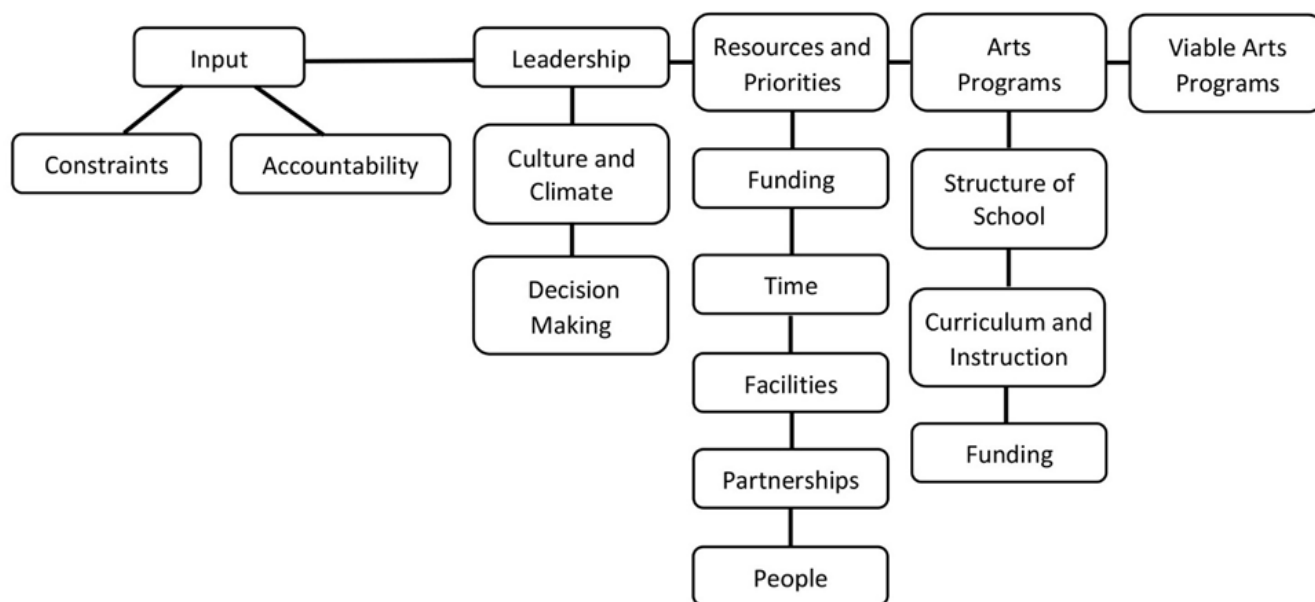 Input
Leadership
Resources and
Priorities
Arts
Programs
Viable Arts
Programs
Constraints
Accountability
Culture and
Climate
Decision
Making
Funding
Time
Facilities
Partnerships
People
Structure of
School
Curriculum and
Instruction
Funding